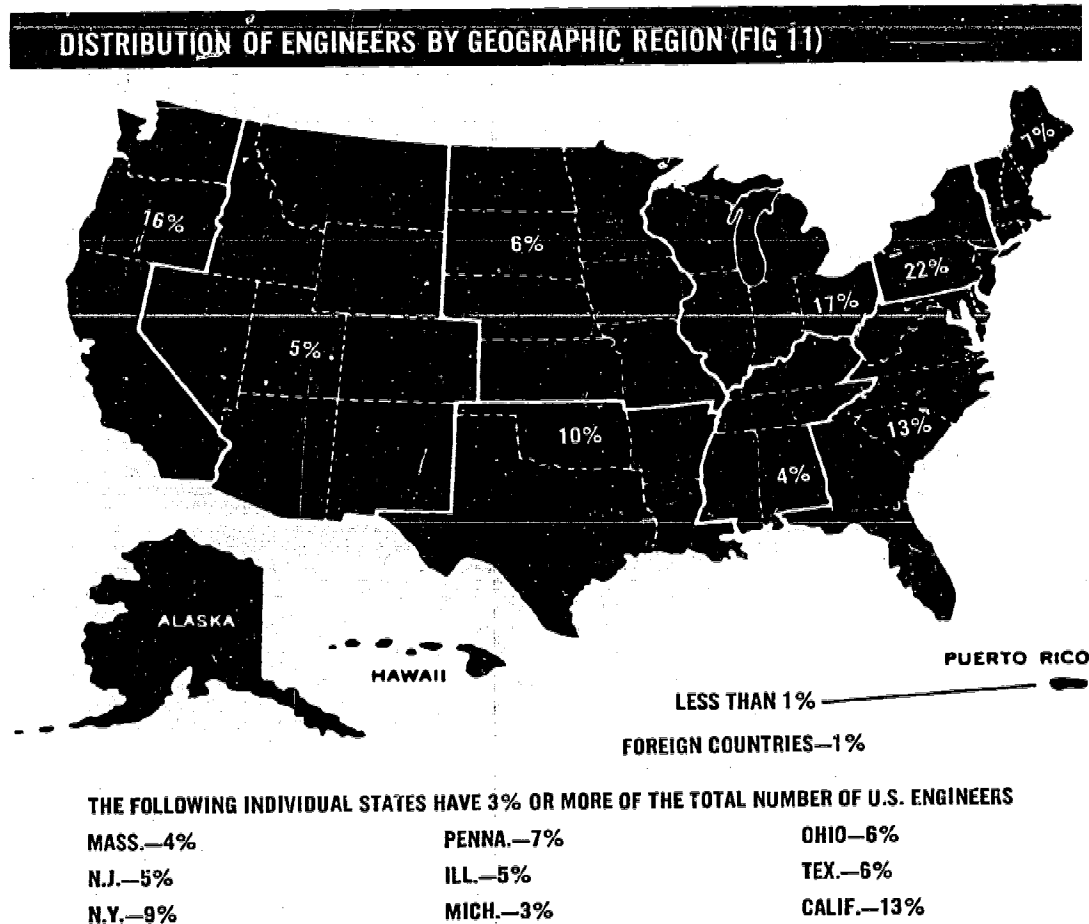 DISTRIBUTION OF ENGINEERS BY GEOGRAPHIC REGION (FIG 11)
7%
16%
6%
22%
17%
5%
10%
13%
4%
ALASKA
HAWAII
PUERTO RICO
LESS THAN 1%
FOREIGN COUNTRIES—1%
THE FOLLOWING INDIVIDUAL STATES HAVE 3% OR MORE OF THE TOTAL NUMBER OF U.S. ENGINEERS
MASS.—4% PENNA.—7% OHIO—6%
N.J.—5% ILL.—5% TEX.—6%
N.Y.—9% MICH.—3% CALIF.—13%